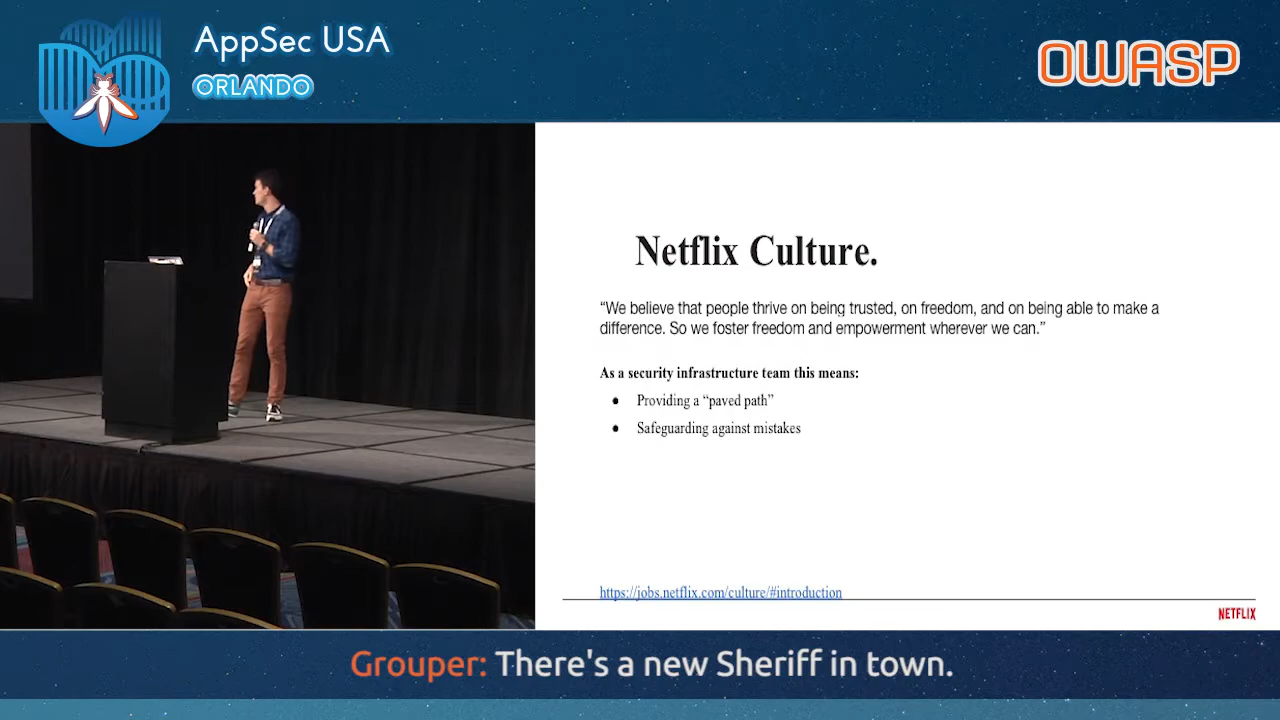 AppSec USA
ORLANDO
OWASP
Netflix Culture.
“We believe that people thrive on being trusted, on freedom, and on being able to make a
difference. So we foster freedom and empowerment wherever we can.”
As a security infrastructure team this means:
● Providing a “paved path”
● Safeguarding against mistakes
https://jobs.netflix.com/culture/#introduction
NETFLIX
Grouper: There's a new Sheriff in town.